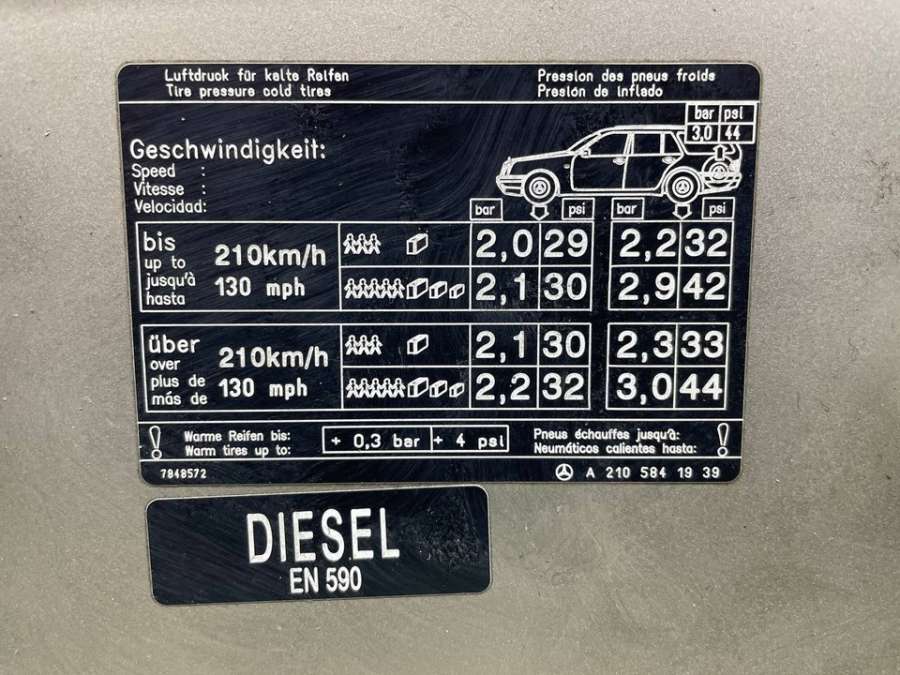 Luftdruck für kalte Reifen
Tire pressure cold tires
Pression des pneus froids
Presión de inflado
bar psi
3,0 44
Geschwindigkeit:
Speed :
Vitesse :
Velocidad:
bar psi bar psi
bis
up to
jusqu'à
hasta
210km/h
130 mph
2,0 29 2,2 32
2,1 30 2,9 42
über
over
plus de
más de
210km/h
130 mph
2,1 30 2,3 33
2,2 32 3,0 44
! Warme Reifen bis:
Warm tires up to:
+ 0,3 bar + 4 psi
Pneus échauffes jusqu'à: !
Neumáticos calientes hasta:
7848572
A 210 584 19 39
DIESEL
EN 590